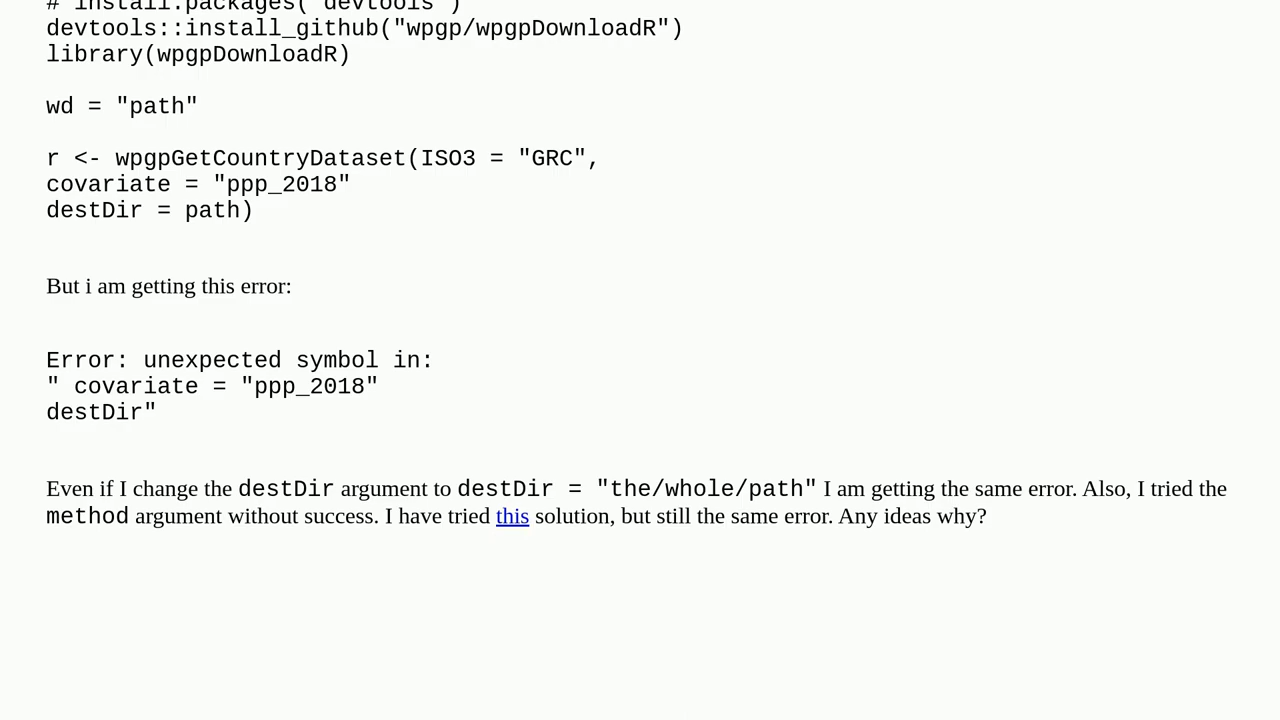 # install.packages("devtools")
devtools::install_github("wpgp/wpgpDownloadR")
library(wpgpDownloadR)
wd = "path"
r <- wpgpGetCountryDataset(ISO3 = "GRC",
covariate = "ppp_2018"
destDir = path)
But i am getting this error:
Error: unexpected symbol in:
" covariate = "ppp_2018"
destDir"
Even if I change the destDir argument to destDir = "the/whole/path" I am getting the same error. Also, I tried the
method argument without success. I have tried this solution, but still the same error. Any ideas why?